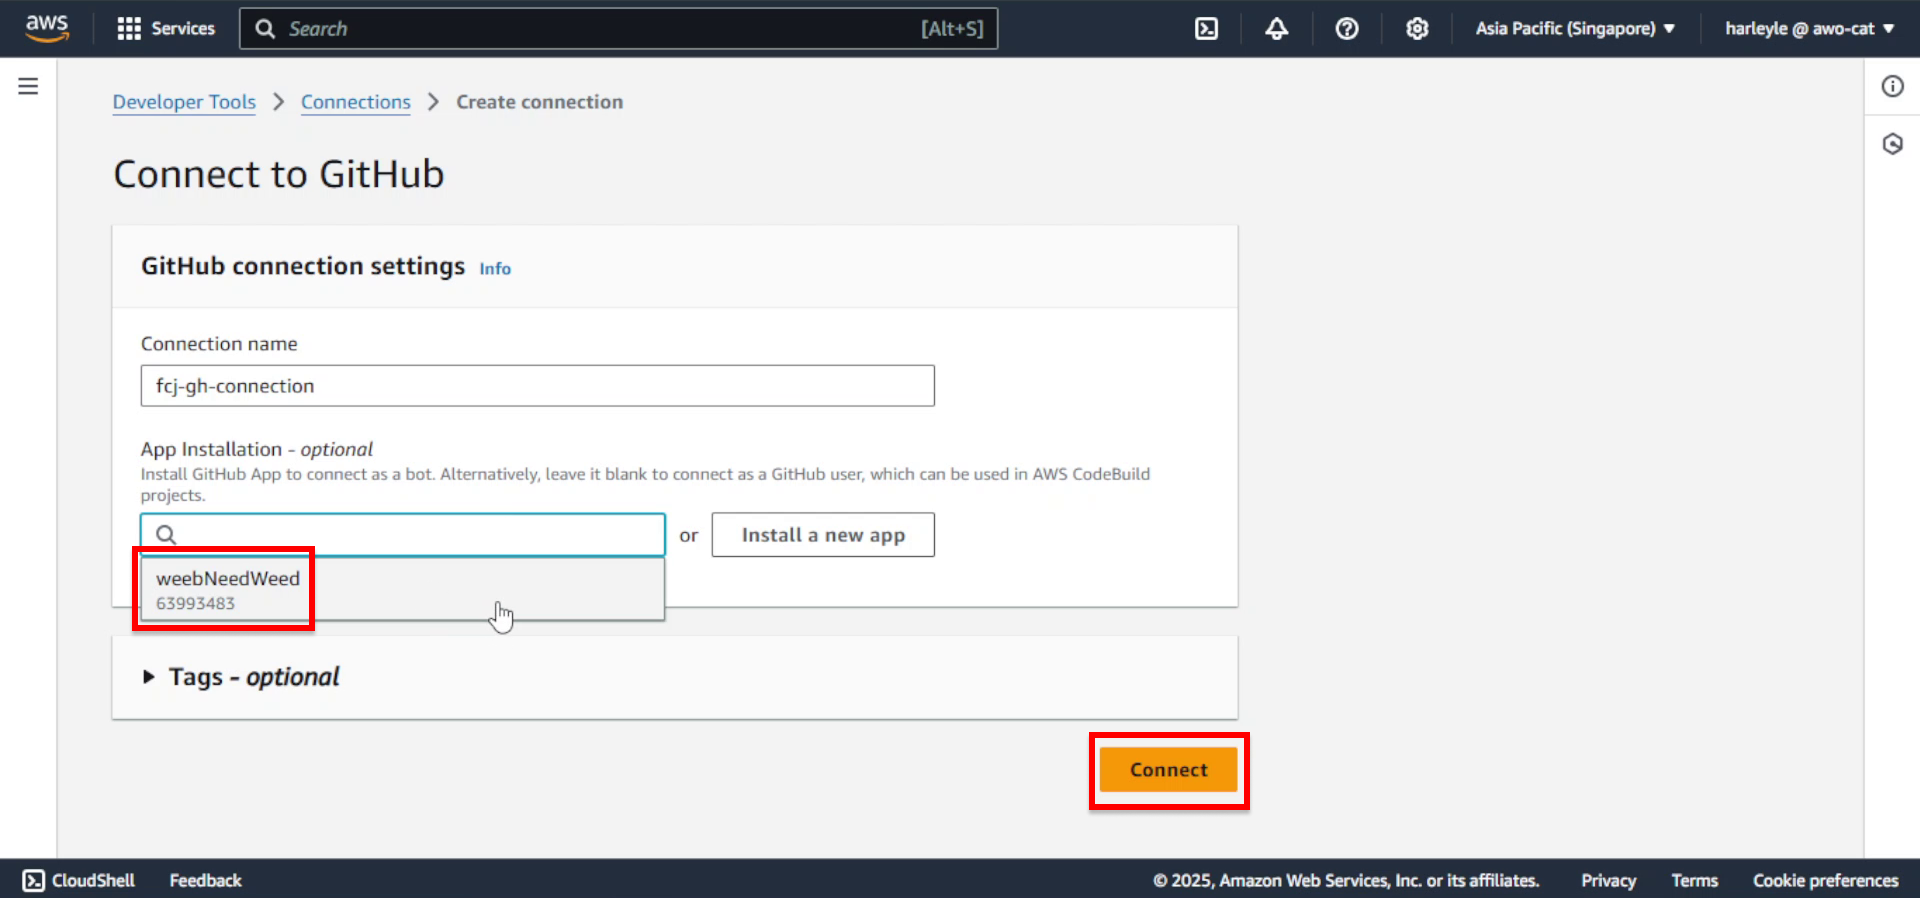 aws
Services
Search
[Alt+S]
Asia Pacific (Singapore)
harleyle @ awo-cat
Developer Tools
Connections
Create connection
Connect to GitHub
GitHub connection settings Info
Connection name
fcj-gh-connection
App Installation - optional
Install GitHub App to connect as a bot. Alternatively, leave it blank to connect as a GitHub user, which can be used in AWS CodeBuild
projects.
or
Install a new app
weebNeedWeed
63993483
Tags - optional
Connect
CloudShell
Feedback
© 2025, Amazon Web Services, Inc. or its affiliates.
Privacy
Terms
Cookie preferences